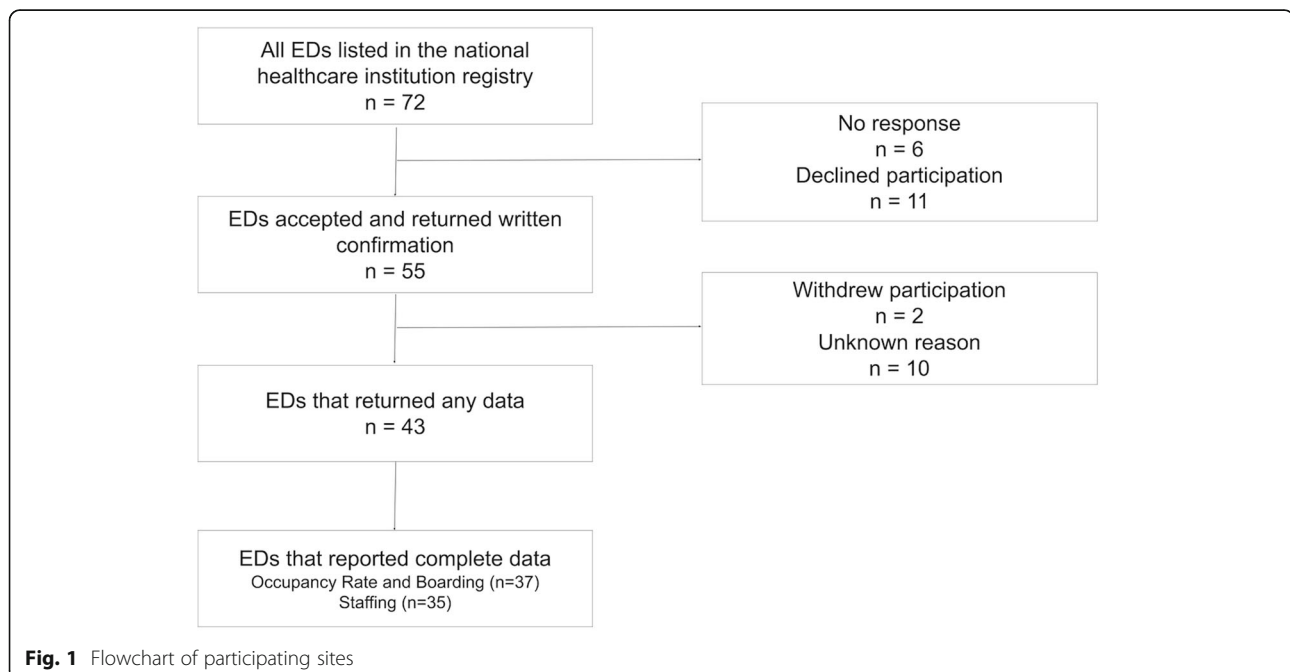 All EDs listed in the national
healthcare institution registry
n = 72
No response
n = 6
Declined participation
n = 11
EDs accepted and returned written
confirmation
n = 55
Withdrew participation
n = 2
Unknown reason
n = 10
EDs that returned any data
n = 43
EDs that reported complete data
Occupancy Rate and Boarding (n=37)
Staffing (n=35)
Fig. 1 Flowchart of participating sites